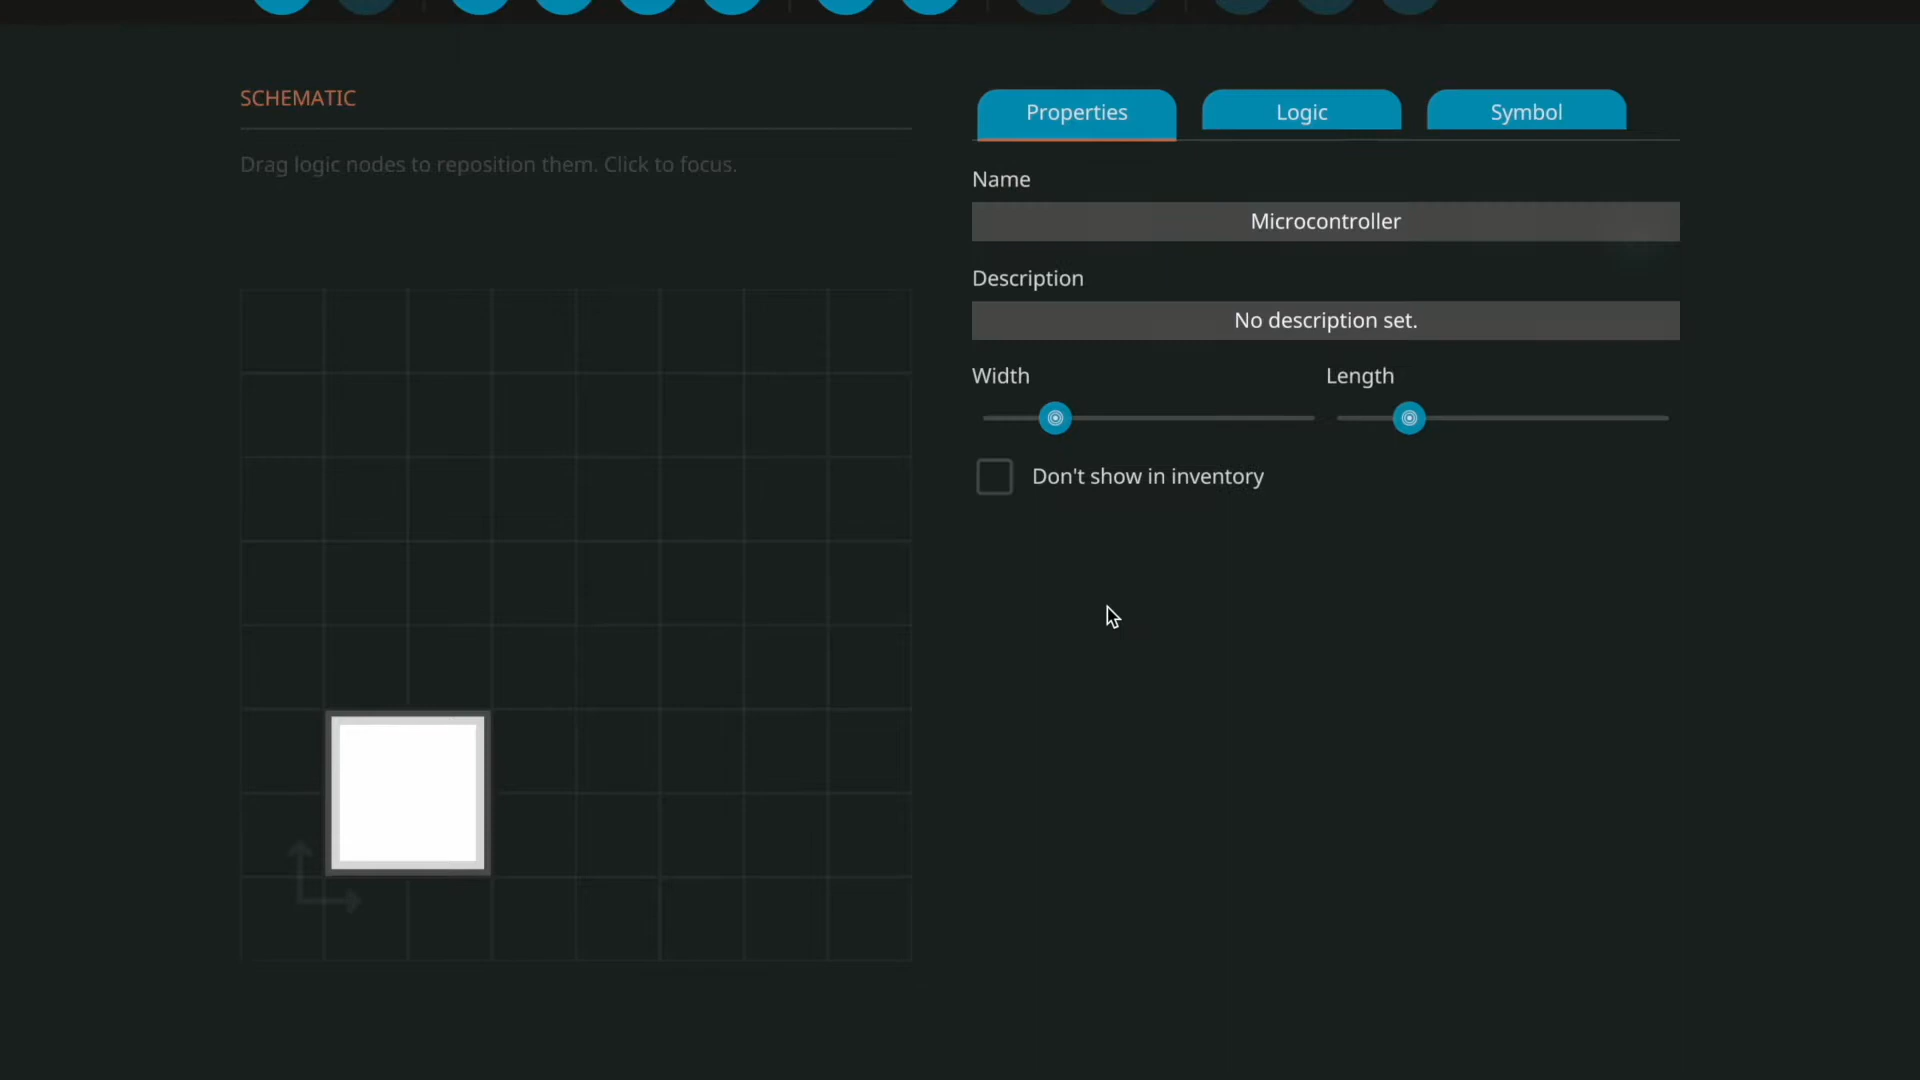 SCHEMATIC
Drag logic nodes to reposition them. Click to focus.
Properties
Logic
Symbol
Name
Microcontroller
Description
No description set.
Width
Length
Don't show in inventory